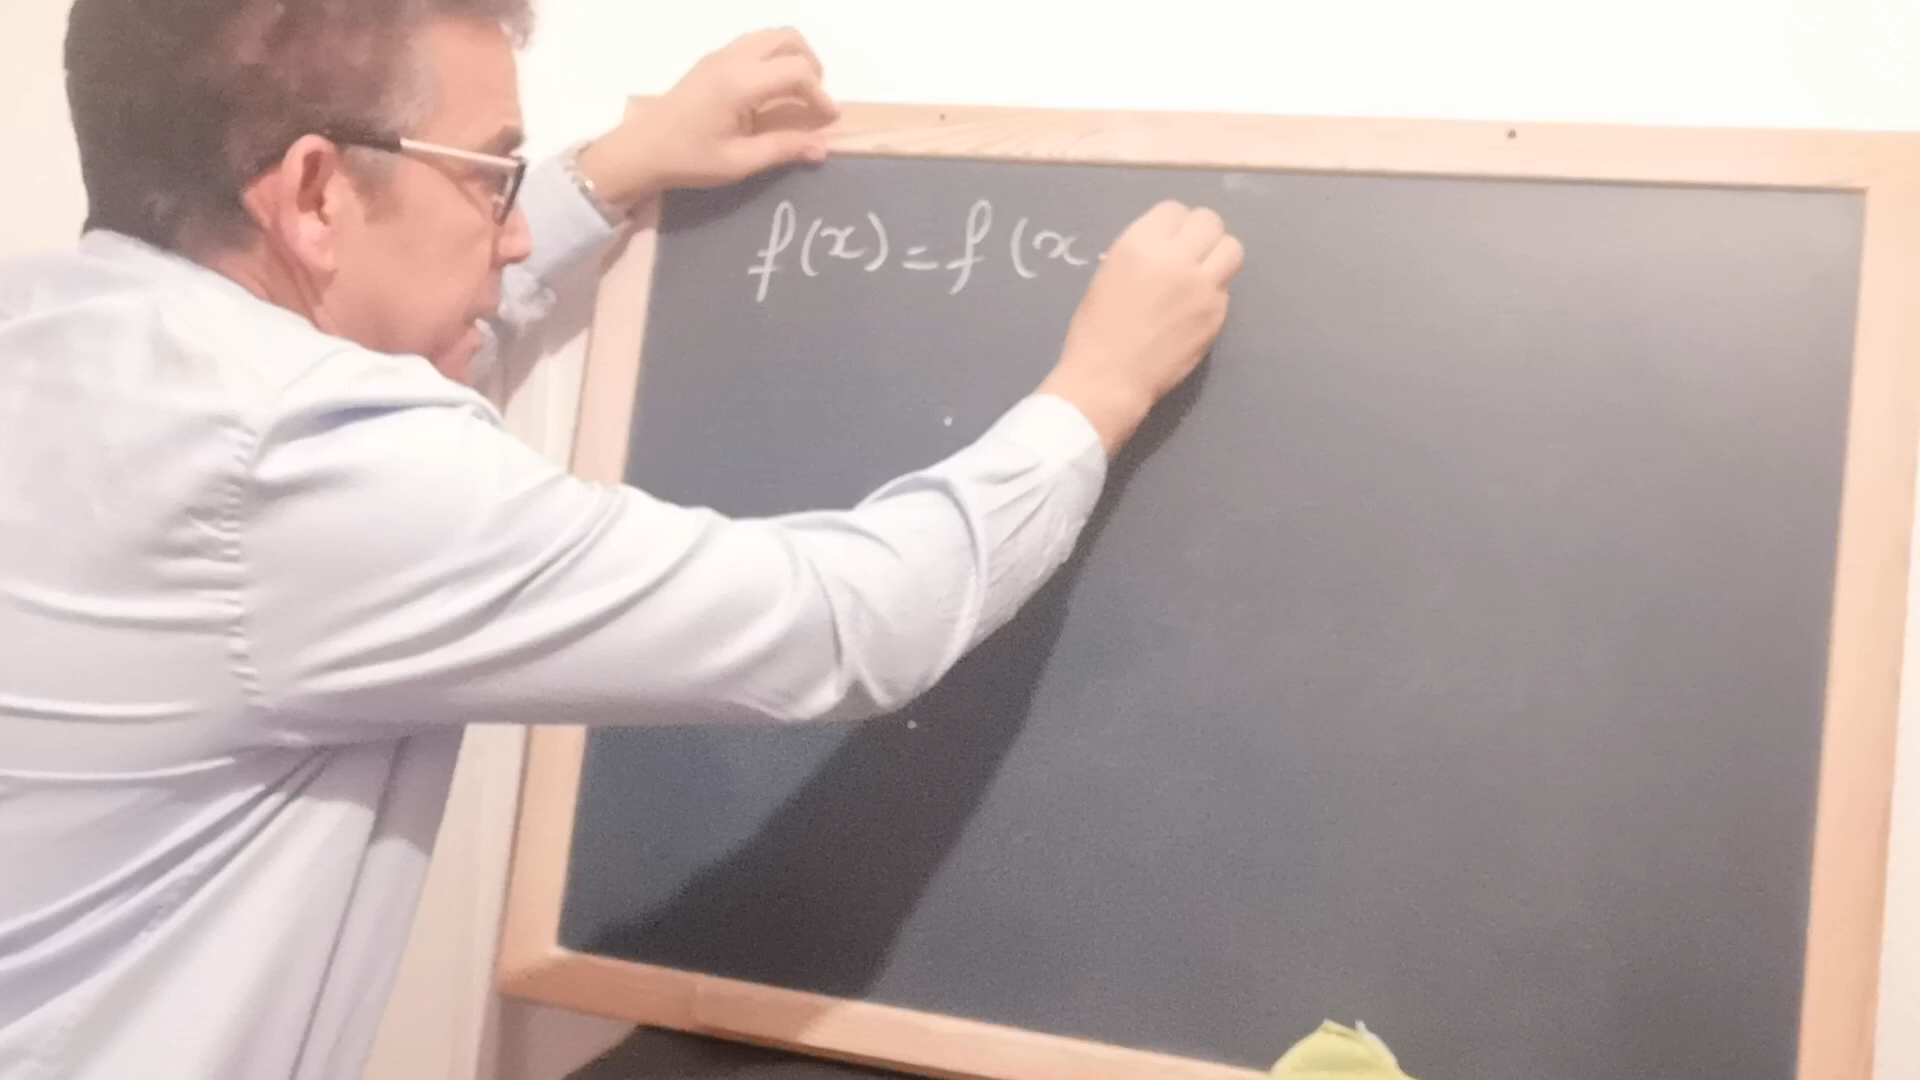 f(x) = f(x